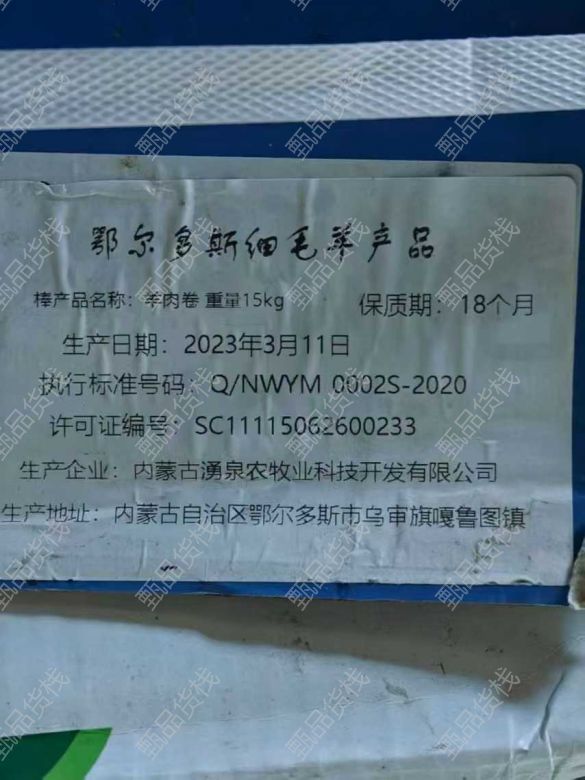 鄂尔多斯细毛羊产品
棒产品名称：羊肉卷 重量15kg
保质期：18个月
生产日期：2023年3月11日
执行标准号码：Q/NWYM 0002S-2020
许可证编号：SC11115062600233
生产企业：内蒙古湧泉农牧业科技开发有限公司
生产地址：内蒙古自治区鄂尔多斯市乌审旗嘎鲁图镇
甄品货栈